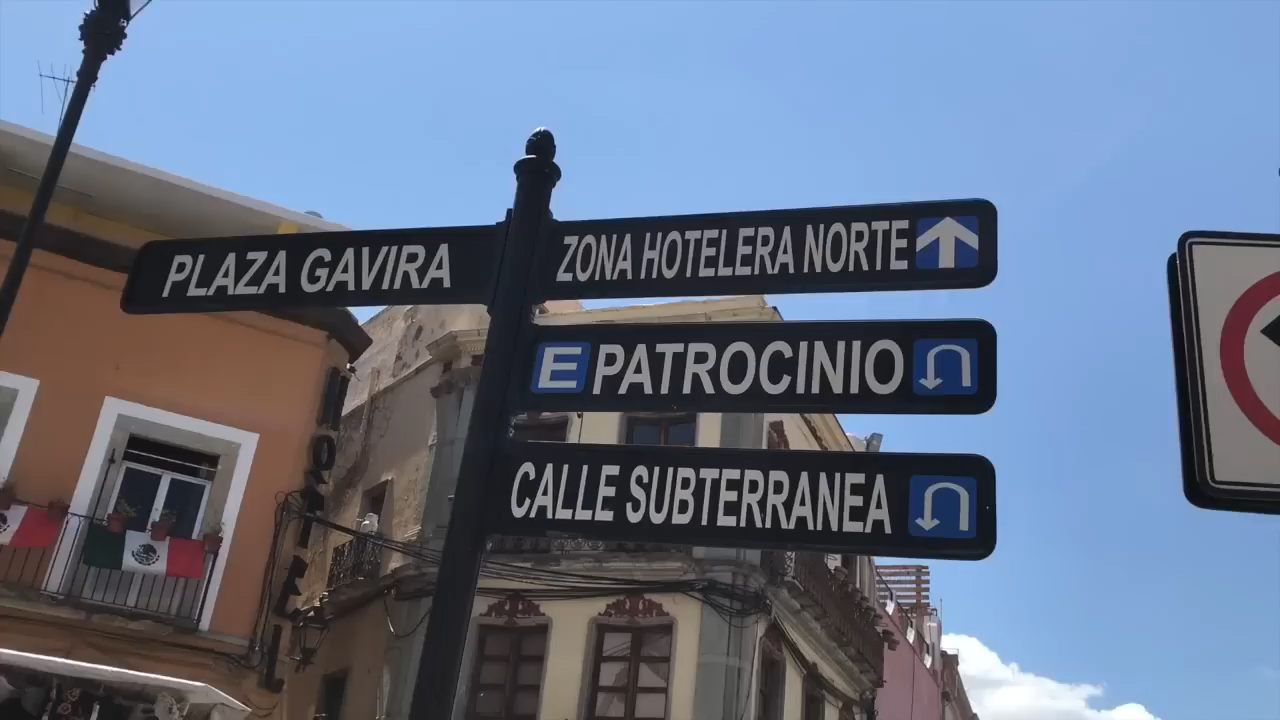 PLAZA GAVIRA
ZONA HOTELERA NORTE
E PATROCINIO
CALLE SUBTERRANEA